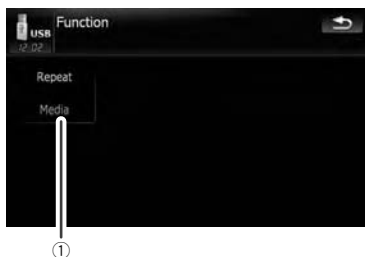 Function
USB
12:02
Repeat
Media
①